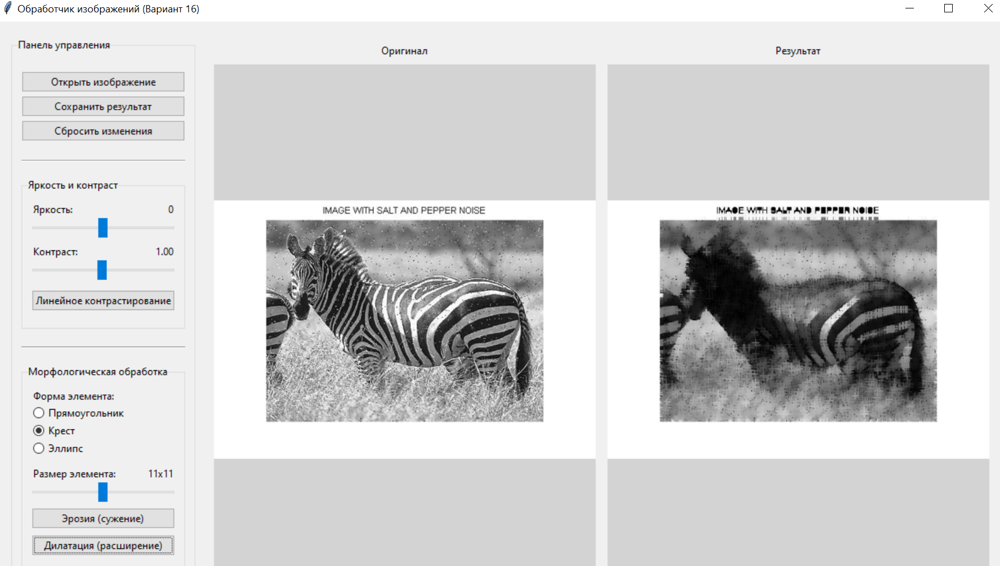 Обработчик изображений (Вариант 16)
Панель управления
Открыть изображение
Сохранить результат
Сбросить изменения
Яркость и контраст
Яркость: 0
Контраст: 1.00
Линейное контрастирование
Морфологическая обработка
Форма элемента:
Прямоугольник
Крест
Эллипс
Размер элемента: 11x11
Эрозия (сужение)
Дилатация (расширение)
Оригинал
IMAGE WITH SALT AND PEPPER NOISE
Результат
IMAGE WITH SALT AND PEPPER NOISE